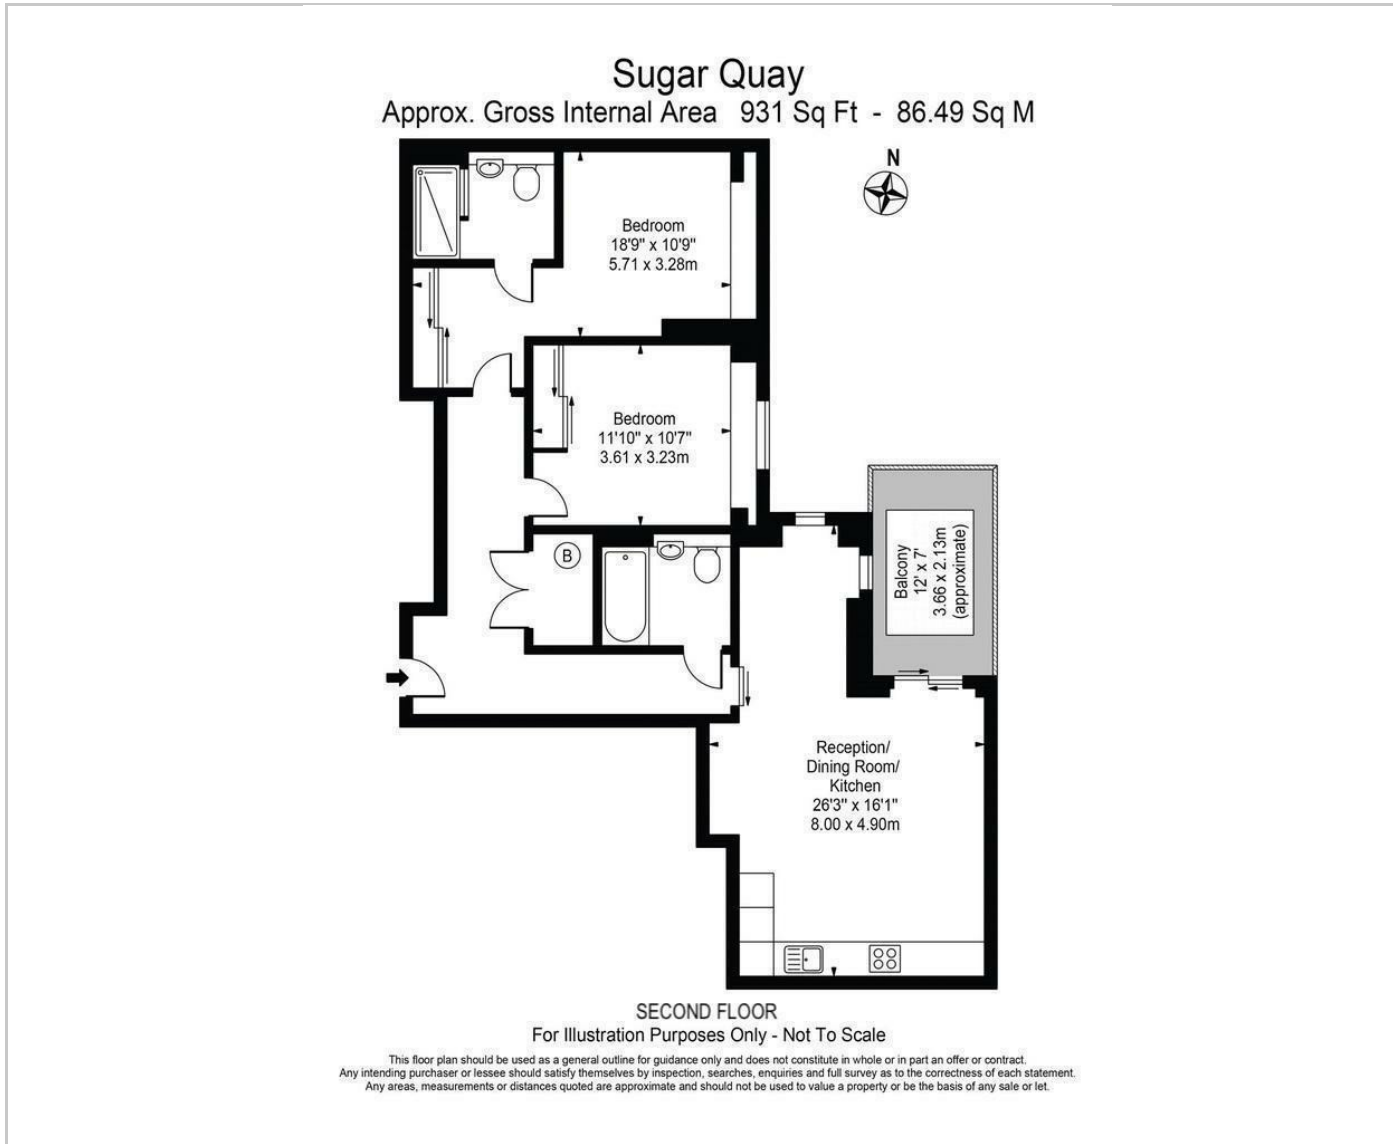 Sugar Quay
Approx. Gross Internal Area 931 Sq Ft - 86.49 Sq M
N
Bedroom
18'9" x 10'9"
5.71 x 3.28m
Bedroom
11'10" x 10'7"
3.61 x 3.23m
B
Balcony
12' x 7'
3.66 x 2.13m
(approximate)
Reception/
Dining Room/
Kitchen
26'3" x 16'1"
8.00 x 4.90m
SECOND FLOOR
For Illustration Purposes Only - Not To Scale
This floor plan should be used as a general outline for guidance only and does not constitute in whole or in part an offer or contract.
Any intending purchaser or lessee should satisfy themselves by inspection, searches, enquiries and full survey as to the correctness of each statement.
Any areas, measurements or distances quoted are approximate and should not be used to value a property or be the basis of any sale or let.